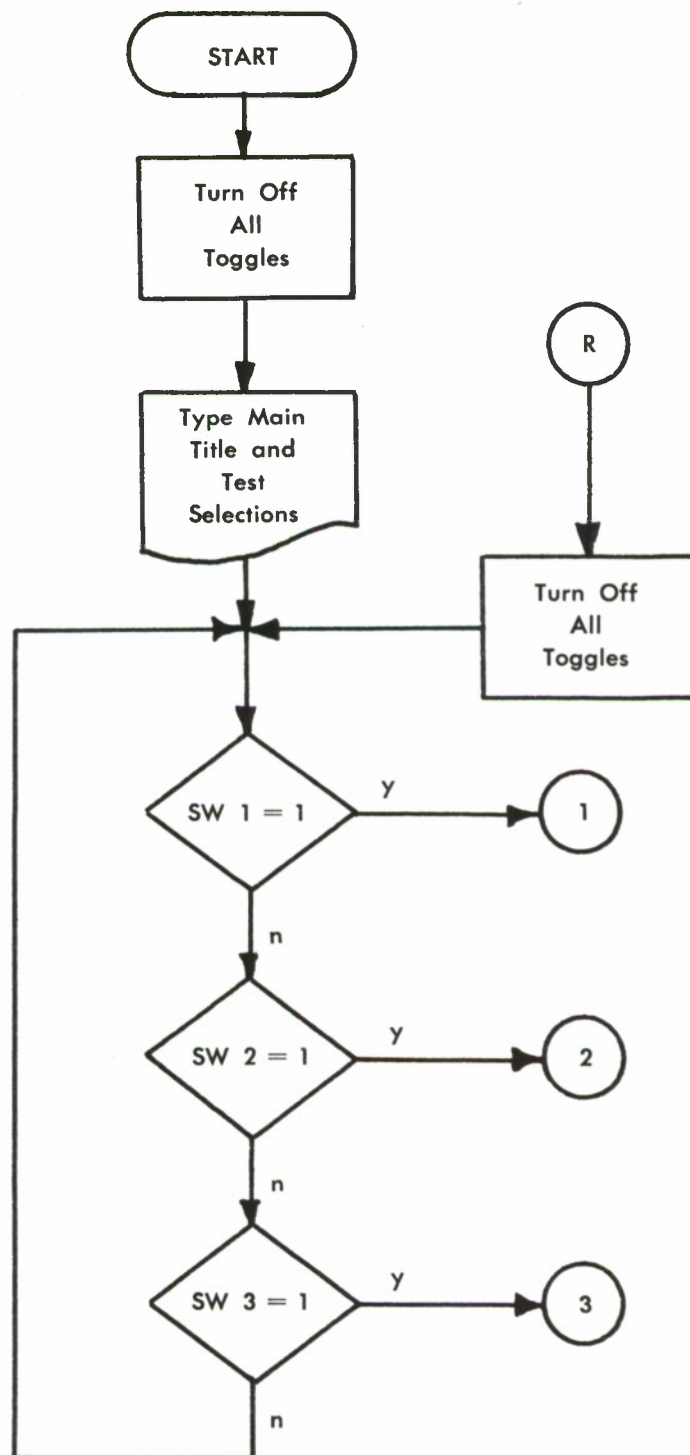 START
Turn Off
All
Toggles
R
Type Main
Title and
Test
Selections
Turn Off
All
Toggles
SW 1 = 1
y
1
n
SW 2 = 1
y
2
n
SW 3 = 1
y
3
n